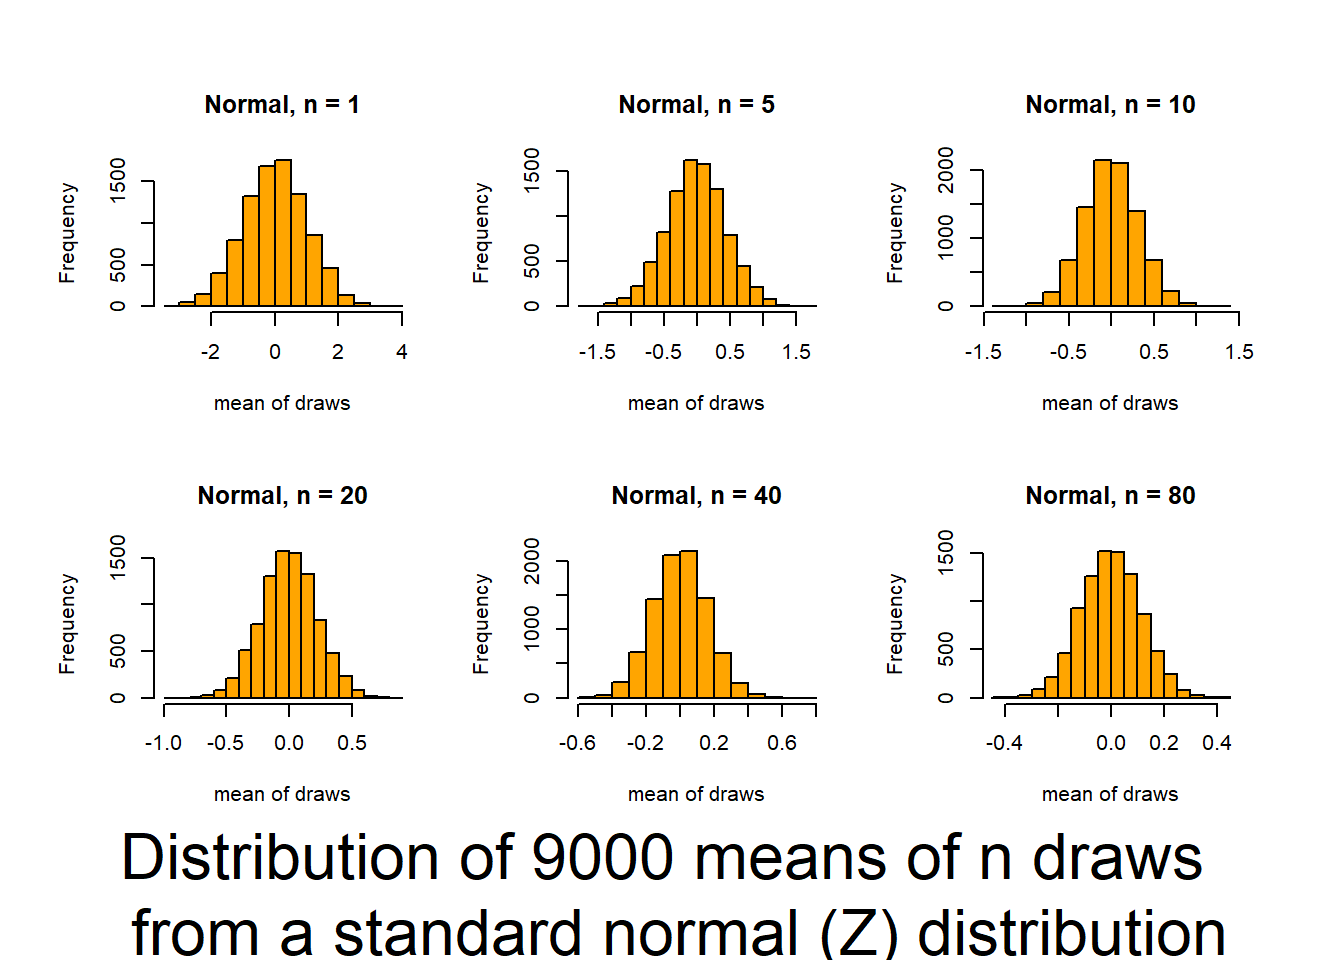 Normal, n = 1
Frequency
0 500 1500
-2 0 2 4
mean of draws
Normal, n = 5
Frequency
0 500 1500
-1.5 -0.5 0.5 1.5
mean of draws
Normal, n = 10
Frequency
0 1000 2000
-1.5 -0.5 0.5 1.5
mean of draws
Normal, n = 20
Frequency
0 500 1500
-1.0 -0.5 0.0 0.5
mean of draws
Normal, n = 40
Frequency
0 1000 2000
-0.6 -0.2 0.2 0.6
mean of draws
Normal, n = 80
Frequency
0 500 1500
-0.4 0.0 0.2 0.4
mean of draws
Distribution of 9000 means of n draws
from a standard normal (Z) distribution